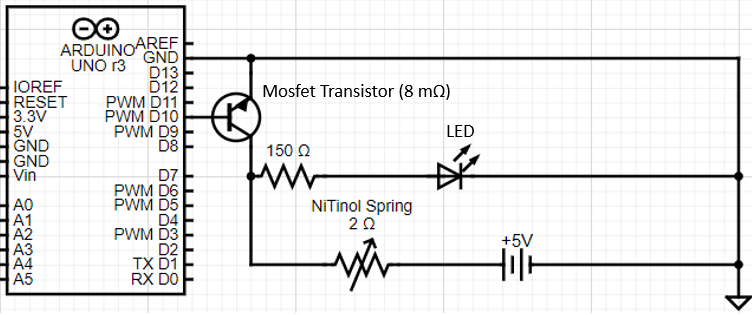 ARDUINO
UNO r3
AREF
GND
D13
IOREF
D12
RESET
PWM D11
3.3V
PWM D10
5V
PWM D9
GND
D8
GND
Vin
D7
PWM D6
A0
PWM D5
A1
D4
A2
PWM D3
A3
D2
A4
TX D1
A5
RX D0
Mosfet Transistor (8 mΩ)
LED
150 Ω
NiTinol Spring
2 Ω
+5V